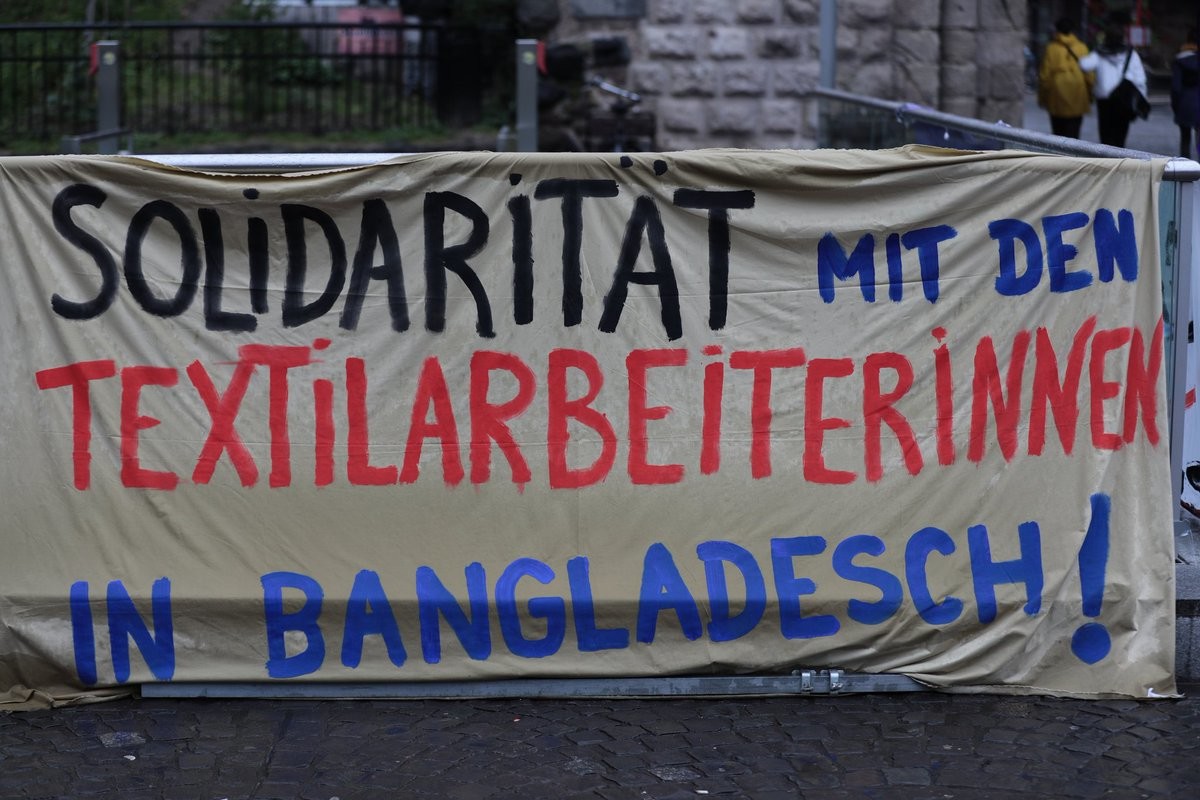 SOLiDARiTÄT MIT DEN
TEXTiLARBEiTERiNNEN
IN BANGLADESCH!